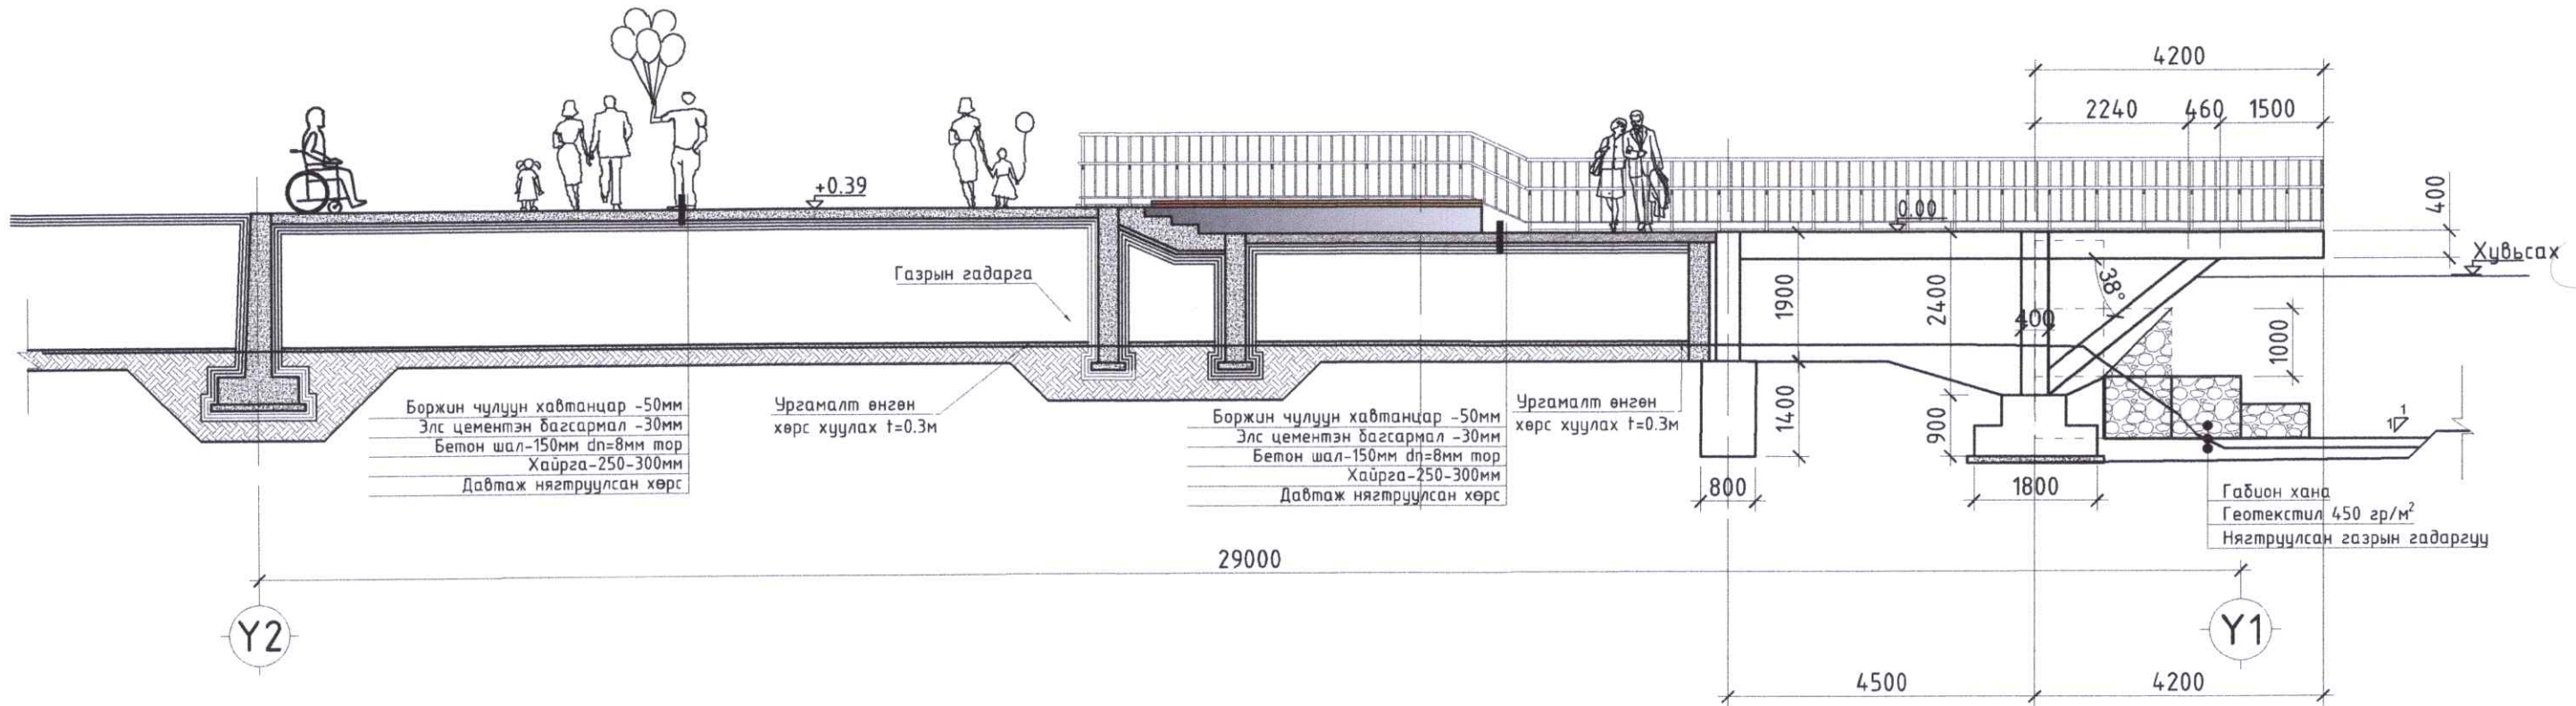 4200
2240 460 1500
+0.39
0.00
400
Хувьсах
Газрын гадарга
1900
2400
38°
400
1000
Боржин чулуун хавтанцар -50мм
Элс цементэн багсармал -30мм
Бетон шал-150мм dn=8мм тор
Хайрга-250-300мм
Давтаж нягтруулсан хөрс
Ургамалт өнгөн
хөрс хуулах t=0.3м
Боржин чулуун хавтанцар -50мм
Элс цементэн багсармал -30мм
Бетон шал-150мм dn=8мм тор
Хайрга-250-300мм
Давтаж нягтруулсан хөрс
Ургамалт өнгөн
хөрс хуулах t=0.3м
1400
900
1
1
800
1800
Габион хана
Геотекстил 450 гр/м²
Нягтруулсан газрын гадаргуу
29000
Y2
Y1
4500
4200